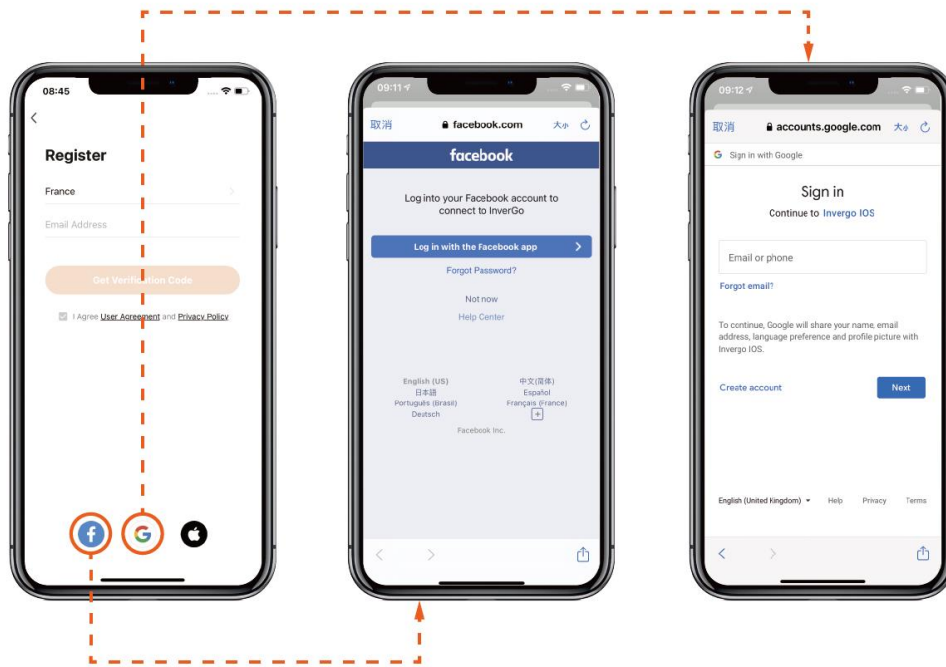 08:45
Register
France
Email Address
Get Verification Code
I Agree User Agreement and Privacy Policy
09:11
取消
facebook.com
大小
facebook
Log into your Facebook account to
connect to InverGo
Log in with the Facebook app
Forgot Password?
Not now
Help Center
English (US)
中文(简体)
日本語
Español
Português (Brasil)
Français (France)
Deutsch
Facebook Inc.
09:12
取消
accounts.google.com
大小
Sign in with Google
Sign in
Continue to Invergo IOS
Email or phone
Forgot email?
To continue, Google will share your name, email
address, language preference and profile picture with
Invergo IOS.
Create account
Next
English (United Kingdom)
Help
Privacy
Terms